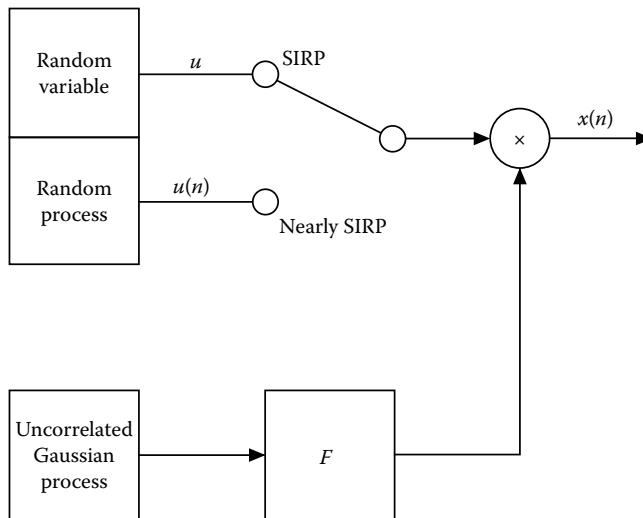 Random
variable
u
SIRP
x(n)
×
Random
process
u(n)
Nearly SIRP
Uncorrelated
Gaussian
process
F